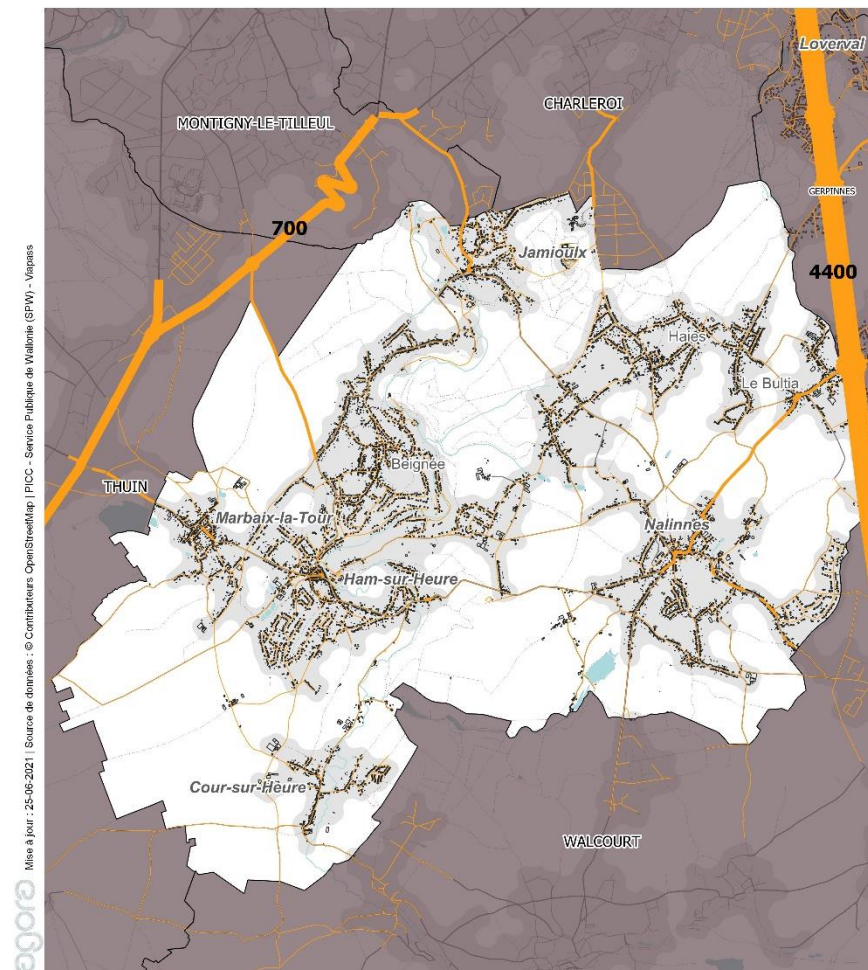 Loverval
CHARLEROI
MONTIGNY-LE-TILLEUL
GERPINNES
700
Jamioulx
4400
Haies
Le Bultia
Beignée
THUIN
Marbaix-la-Tour
Nalinnes
Ham-sur-Heure
Cour-sur-Heure
WALCOURT
Mise à jour : 25-06-2021 | Source de données : © Contributeurs OpenStreetMap | PICC - Service Publique de Wallonie (SPW) - Viapass